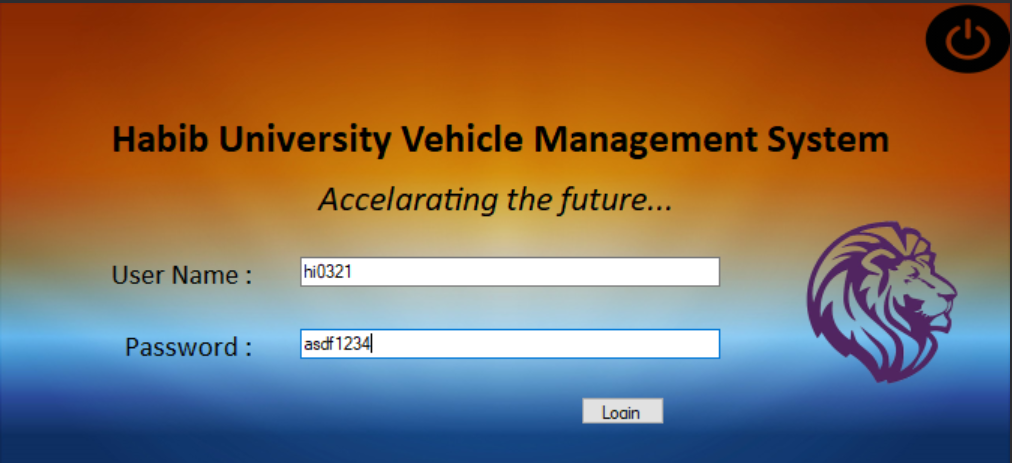 Habib University Vehicle Management System
Accelarating the future...
User Name : hi0321
Password : asdf1234
Login